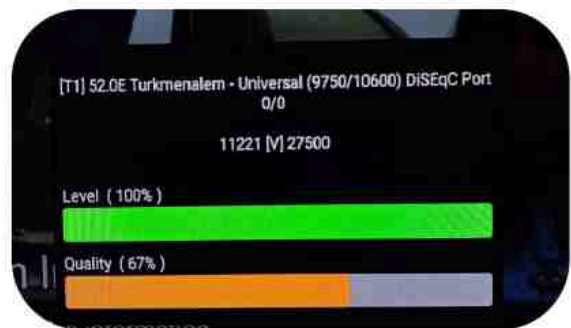 [T1] 52.0E Turkmenalem - Universal (9750/10600) DiSEqC Port
0/0
11221 [V] 27500
Level ( 100% )
Quality ( 67% )